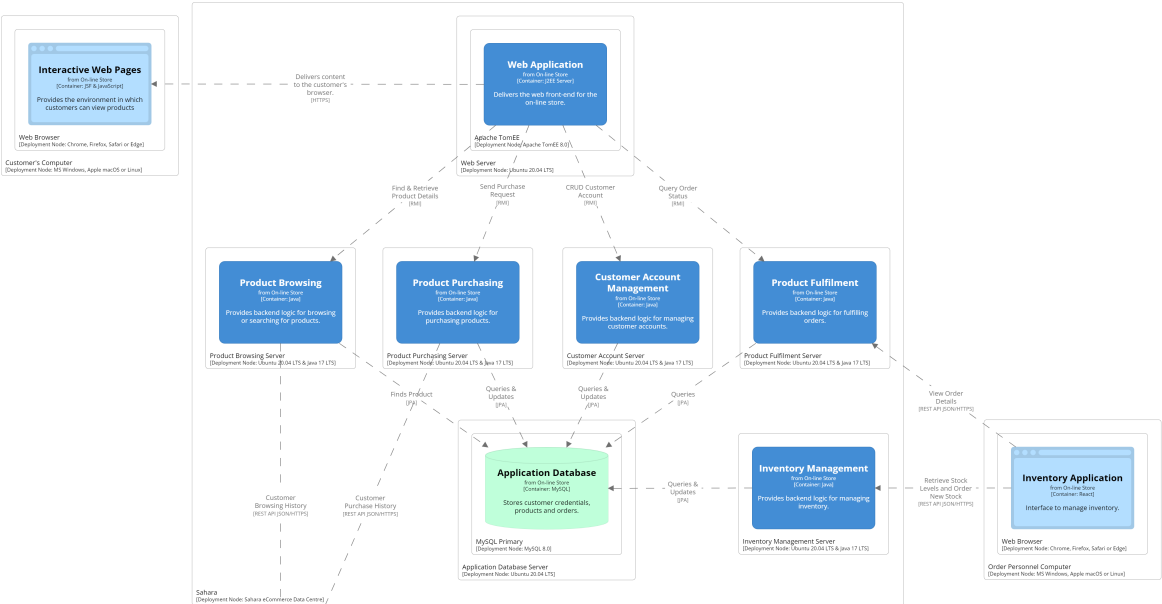 Interactive Web Pages
from On-line Store
[Container: JSF & JavaScript]
Provides the environment in which
customers can view products
Web Browser
[Deployment Node: Chrome, Firefox, Safari or Edge]
Customer's Computer
[Deployment Node: MS Windows, Apple macOS or Linux]
Delivers content
to the customer's
browser.
[HTTPS]
Web Application
from On-line Store
[Container: J2EE Server]
Delivers the web front-end for the
on-line store.
Apache TomEE
[Deployment Node: Apache TomEE 8.0]
Web Server
[Deployment Node: Ubuntu 20.04 LTS]
Find & Retrieve
Product Details
[RMI]
Send Purchase
Request
[RMI]
CRUD Customer
Account
[RMI]
Query Order
Status
[RMI]
Product Browsing
from On-line Store
[Container: Java]
Provides backend logic for browsing
or searching for products.
Product Browsing Server
[Deployment Node: Ubuntu 20.04 LTS & Java 17 LTS]
Product Purchasing
from On-line Store
[Container: Java]
Provides backend logic for
purchasing products.
Product Purchasing Server
[Deployment Node: Ubuntu 20.04 LTS & Java 17 LTS]
Customer Account
Management
from On-line Store
[Container: Java]
Provides backend logic for managing
customer accounts.
Customer Account Server
[Deployment Node: Ubuntu 20.04 LTS & Java 17 LTS]
Product Fulfilment
from On-line Store
[Container: Java]
Provides backend logic for fulfilling
orders.
Product Fulfilment Server
[Deployment Node: Ubuntu 20.04 LTS & Java 17 LTS]
Finds Product
[JPA]
Queries &
Updates
[JPA]
Queries &
Updates
[JPA]
Queries
[JPA]
View Order
Details
[REST API JSON/HTTPS]
Application Database
from On-line Store
[Container: MySQL]
Stores customer credentials,
products and orders.
MySQL Primary
[Deployment Node: MySQL 8.0]
Application Database Server
[Deployment Node: Ubuntu 20.04 LTS]
Queries &
Updates
[JPA]
Inventory Management
from On-line Store
[Container: Java]
Provides backend logic for managing
inventory.
Inventory Management Server
[Deployment Node: Ubuntu 20.04 LTS & Java 17 LTS]
Retrieve Stock
Levels and Order
New Stock
[REST API JSON/HTTPS]
Inventory Application
from On-line Store
[Container: React]
Interface to manage inventory.
Web Browser
[Deployment Node: Chrome, Firefox, Safari or Edge]
Order Personnel Computer
[Deployment Node: MS Windows, Apple macOS or Linux]
Customer
Browsing History
[REST API JSON/HTTPS]
Customer
Purchase History
[REST API JSON/HTTPS]
Sahara
[Deployment Node: Sahara eCommerce Data Centre]